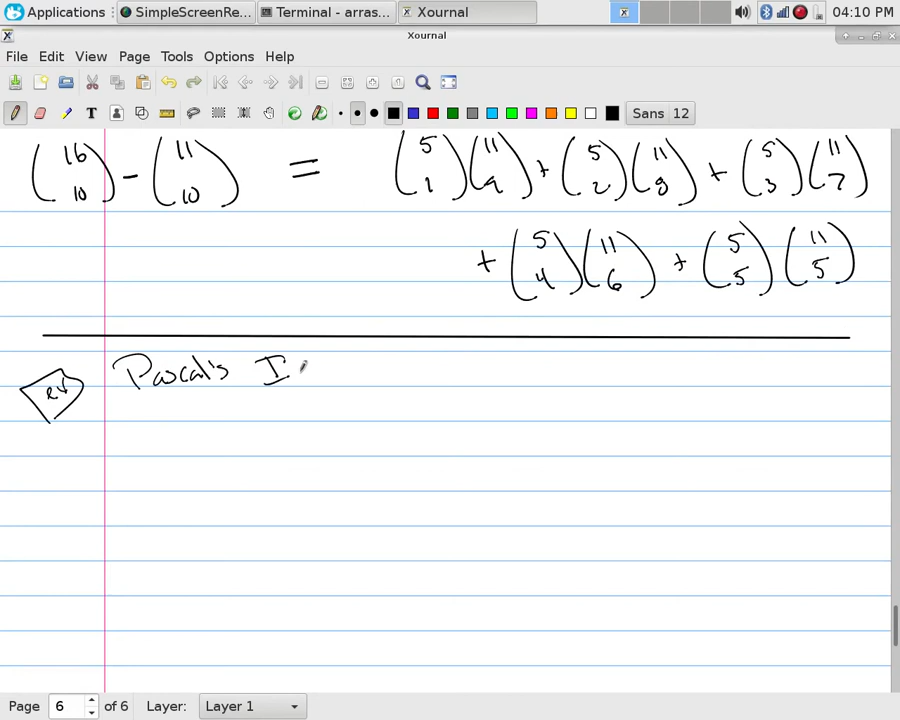 Applications SimpleScreenRe... Terminal - arras... Xournal 04:10 PM
Xournal
File Edit View Page Tools Options Help
Sans 12
(16 10) - (11 10) = (5 1)(11 9) + (5 2)(11 8) + (5 3)(11 7)
+ (5 4)(11 6) + (5 5)(11 5)
Pascal's I
Page 6 of 6 Layer: Layer 1